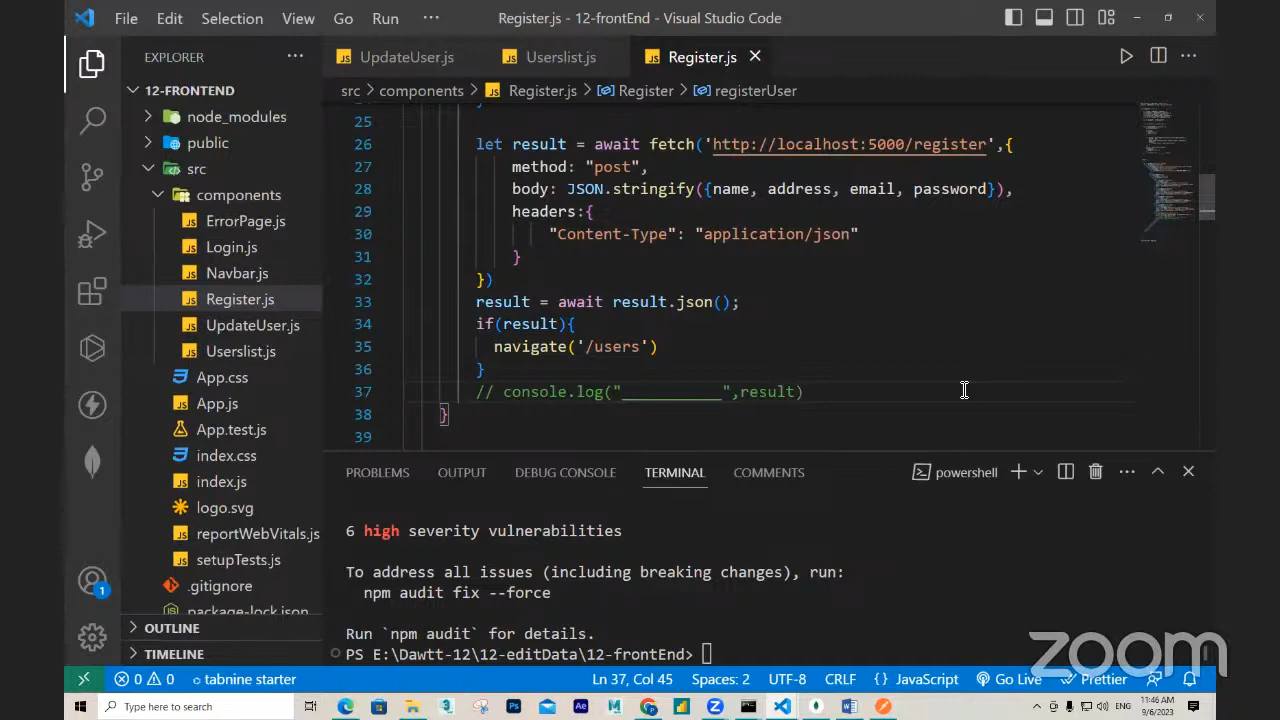 File Edit Selection View Go Run ··· Register.js - 12-frontEnd - Visual Studio Code
EXPLORER ··· UpdateUser.js Userslist.js Register.js
12-FRONTEND
src > components > Register.js > Register > registerUser
node_modules
public
src
components
ErrorPage.js
Login.js
Navbar.js
Register.js
UpdateUser.js
Userslist.js
App.css
App.js
App.test.js
index.css
index.js
logo.svg
reportWebVitals.js
setupTests.js
.gitignore
package-lock.json
OUTLINE
TIMELINE
1
25
26 let result = await fetch('http://localhost:5000/register',{
27 method: "post",
28 body: JSON.stringify({name, address, email, password}),
29 headers:{
30 "Content-Type": "application/json"
31 }
32 })
33 result = await result.json();
34 if(result){
35 navigate('/users')
36 }
37 // console.log("___________",result)
38 }
39
PROBLEMS OUTPUT DEBUG CONSOLE TERMINAL COMMENTS powershell
6 high severity vulnerabilities
To address all issues (including breaking changes), run:
npm audit fix --force
Run `npm audit` for details.
PS E:\Dawtt-12\12-editData\12-frontEnd>
zoom
0 0 tabnine starter Ln 37, Col 45 Spaces: 2 UTF-8 CRLF {} JavaScript Go Live Prettier
Type here to search ENG 11:46 AM 9/6/2023